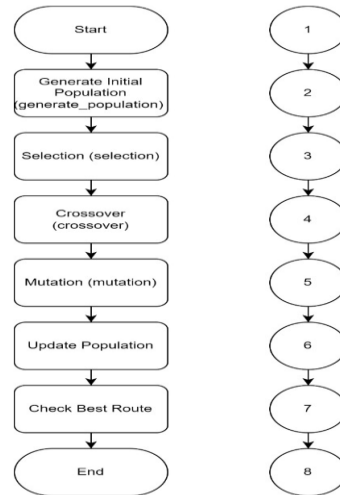 Start
1
Generate Initial
Population
(generate_population)
2
Selection (selection)
3
Crossover
(crossover)
4
Mutation (mutation)
5
Update Population
6
Check Best Route
7
End
8